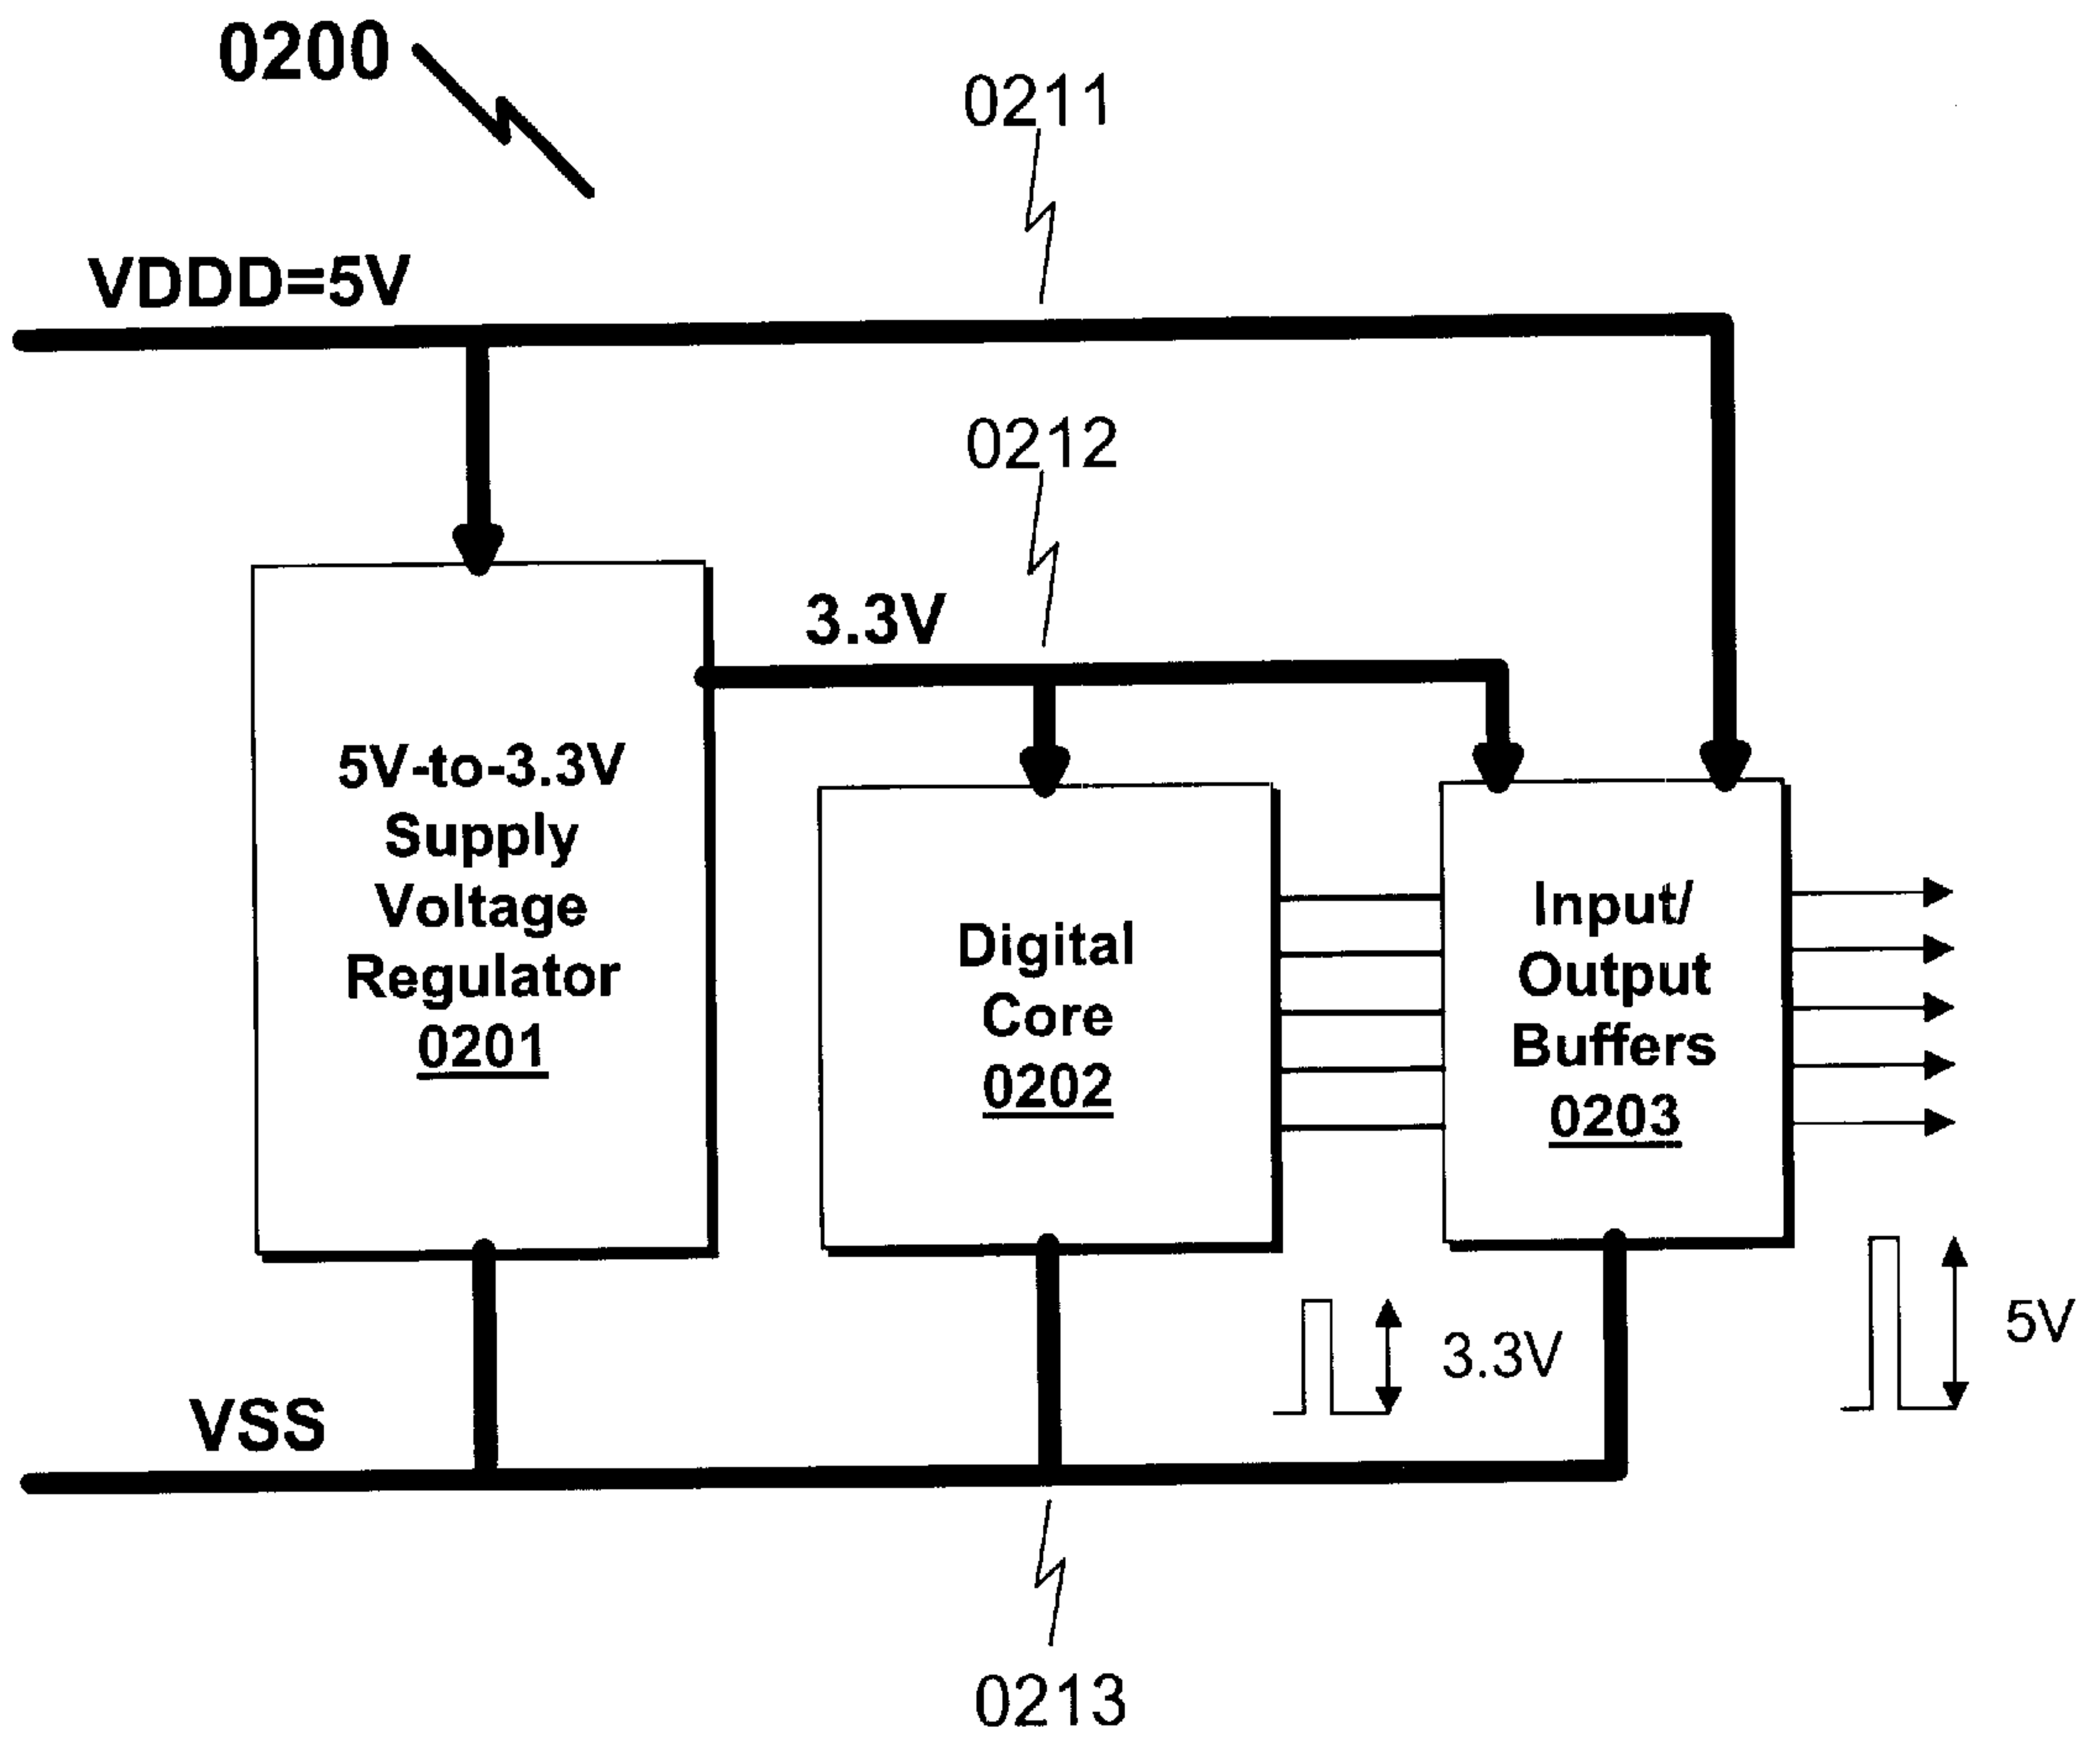 0200
0211
VDDD=5V
0212
3.3V
5V-to-3.3V
Supply
Voltage
Regulator
0201
Digital
Core
0202
Input/
Output
Buffers
0203
3.3V
5V
VSS
0213